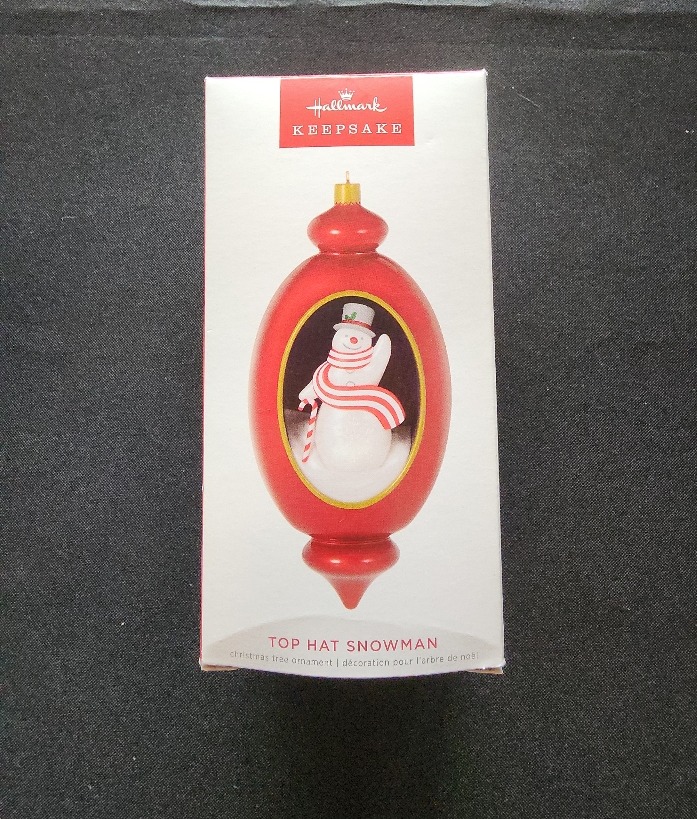 Hallmark
KEEPSAKE
TOP HAT SNOWMAN
christmas tree ornament | décoration pour l'arbre de noël